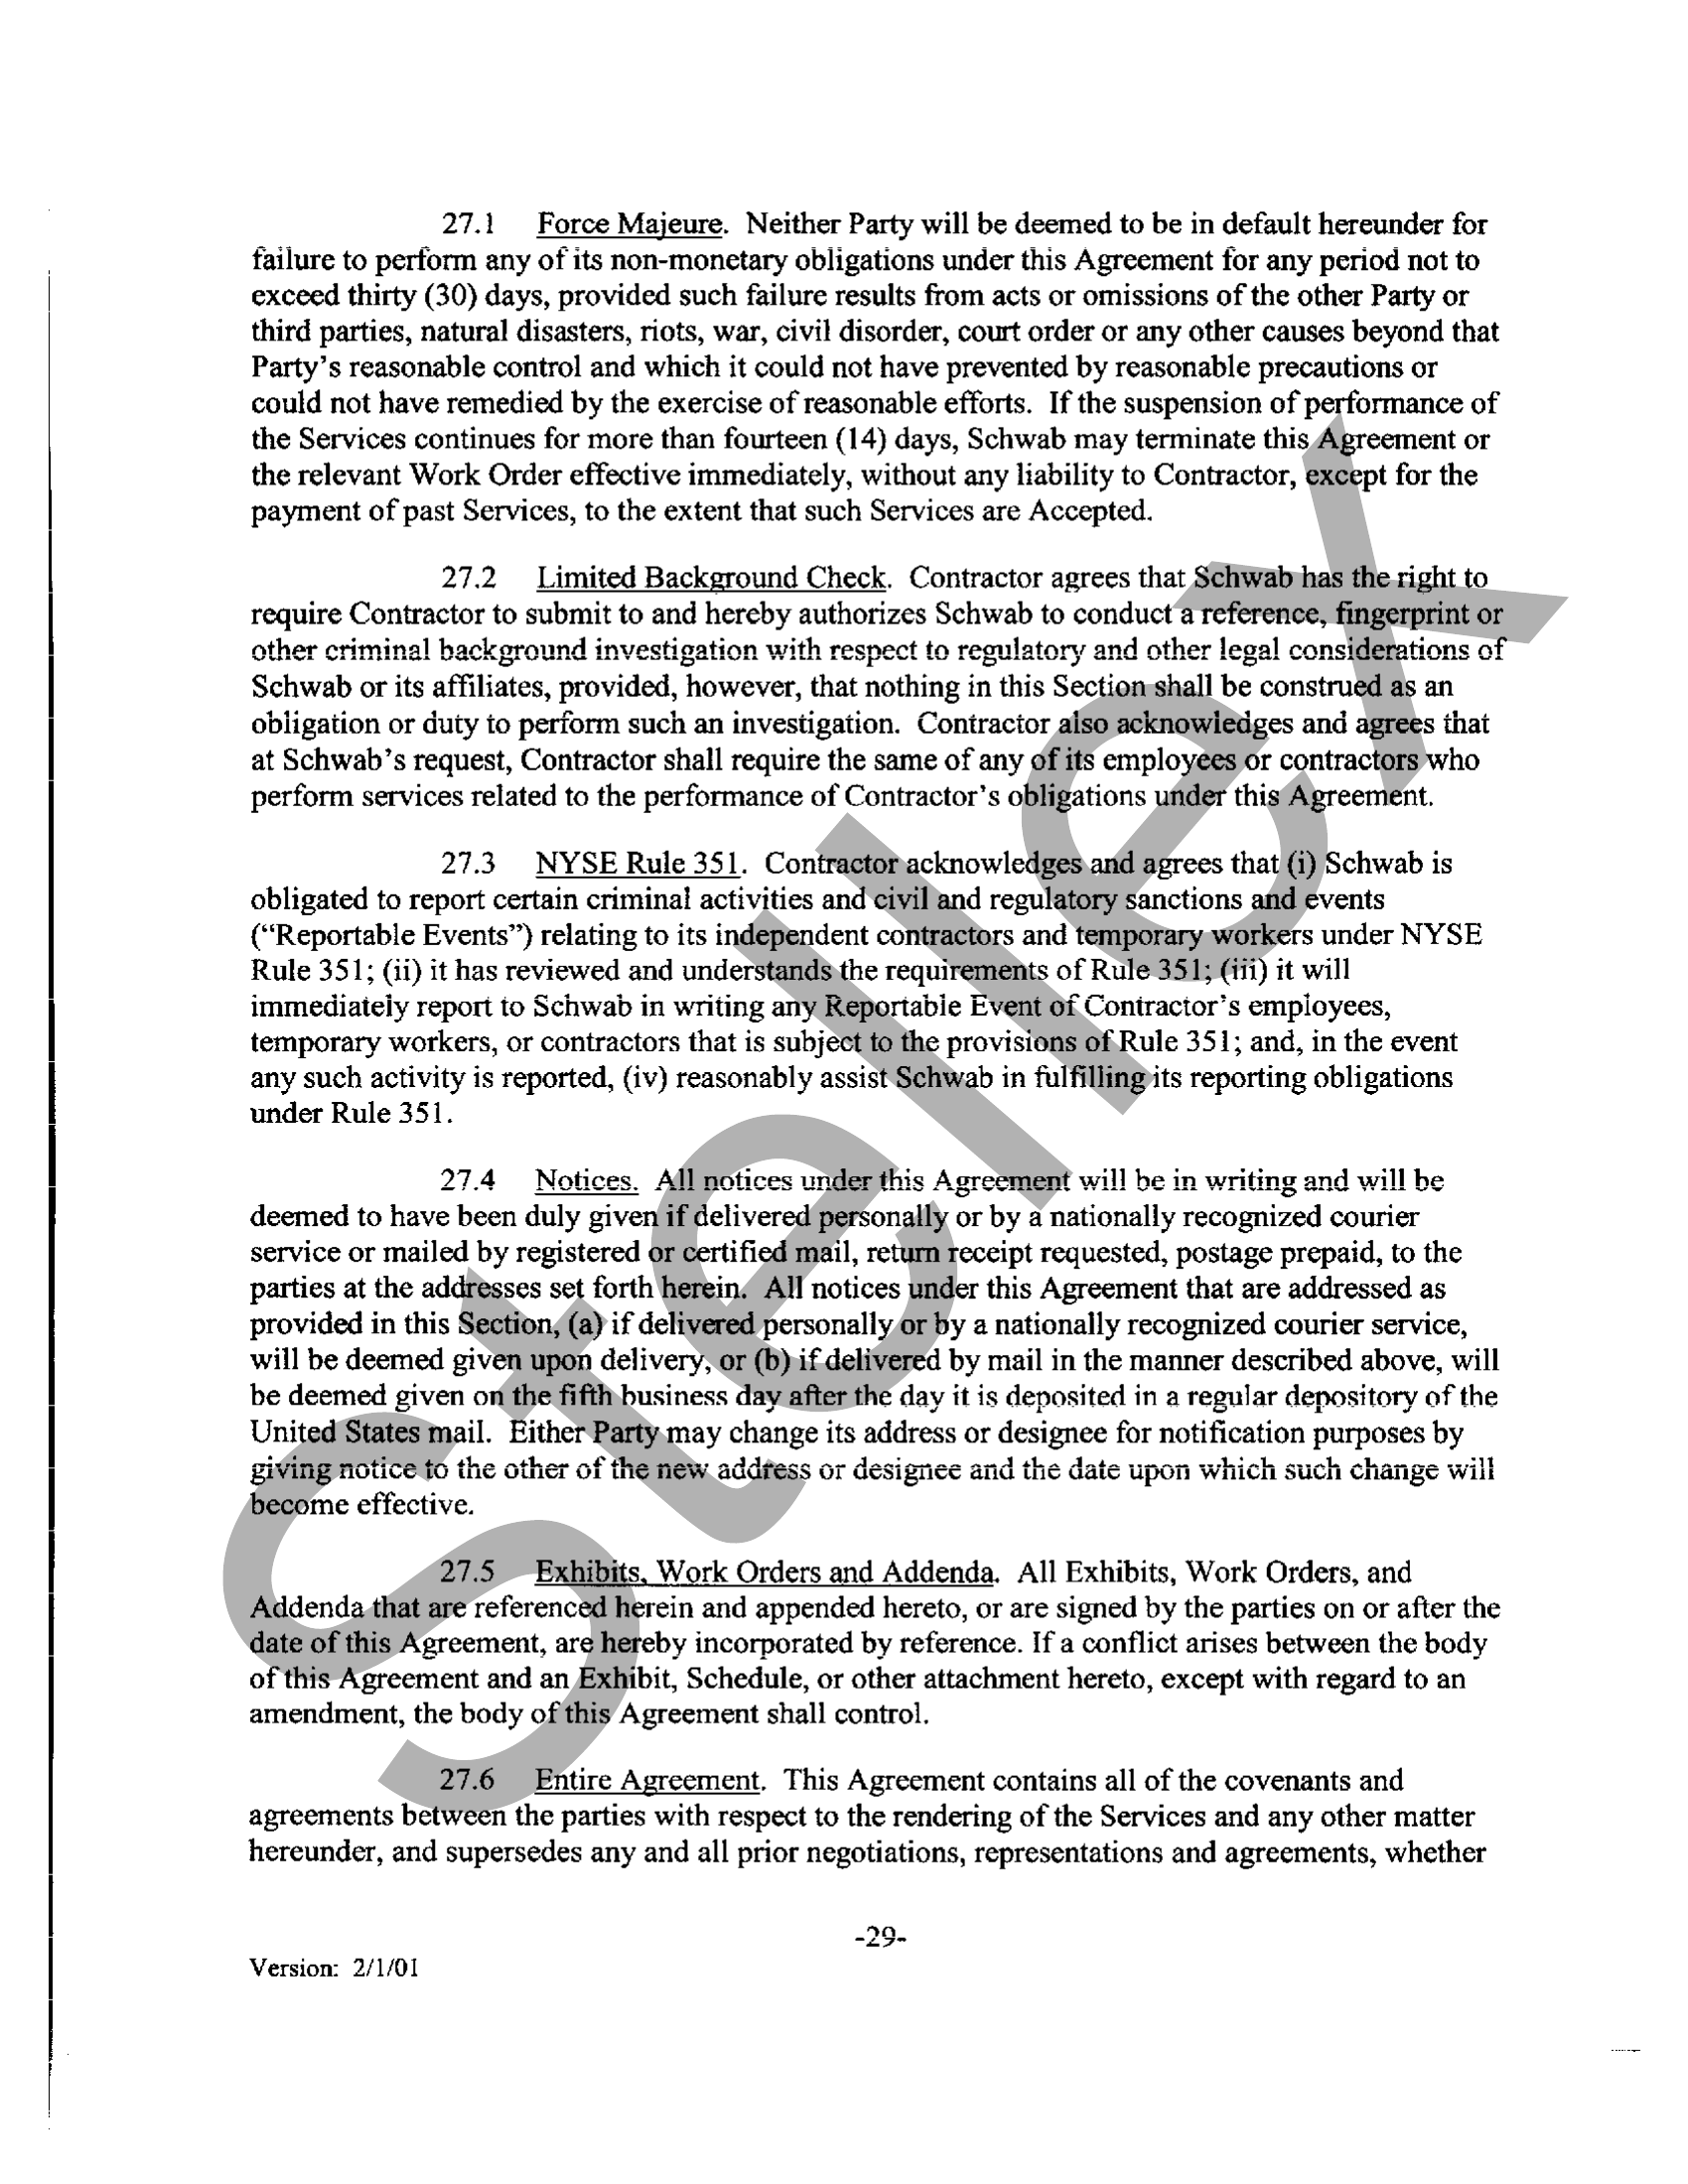 27.1 Force Majeure. Neither Party will be deemed to be in default hereunder for
failure to perform any of its non-monetary obligations under this Agreement for any period not to
exceed thirty (30) days, provided such failure results from acts or omissions of the other Party or
third parties, natural disasters, riots, war, civil disorder, court order or any other causes beyond that
Party's reasonable control and which it could not have prevented by reasonable precautions or
could not have remedied by the exercise of reasonable efforts. If the suspension of performance of
the Services continues for more than fourteen (14) days, Schwab may terminate this Agreement or
the relevant Work Order effective immediately, without any liability to Contractor, except for the
payment of past Services, to the extent that such Services are Accepted.
27.2 Limited Background Check. Contractor agrees that Schwab has the right to
require Contractor to submit to and hereby authorizes Schwab to conduct a reference, fingerprint or
other criminal background investigation with respect to regulatory and other legal considerations of
Schwab or its affiliates, provided, however, that nothing in this Section shall be construed as an
obligation or duty to perform such an investigation. Contractor also acknowledges and agrees that
at Schwab's request, Contractor shall require the same of any of its employees or contractors who
perform services related to the performance of Contractor's obligations under this Agreement.
27.3 NYSE Rule 351. Contractor acknowledges and agrees that (i) Schwab is
obligated to report certain criminal activities and civil and regulatory sanctions and events
("Reportable Events") relating to its independent contractors and temporary workers under NYSE
Rule 351; (ii) it has reviewed and understands the requirements of Rule 351; (iii) it will
immediately report to Schwab in writing any Reportable Event of Contractor's employees,
temporary workers, or contractors that is subject to the provisions of Rule 351; and, in the event
any such activity is reported, (iv) reasonably assist Schwab in fulfilling its reporting obligations
under Rule 351.
27.4 Notices. All notices under this Agreement will be in writing and will be
deemed to have been duly given if delivered personally or by a nationally recognized courier
service or mailed by registered or certified mail, return receipt requested, postage prepaid, to the
parties at the addresses set forth herein. All notices under this Agreement that are addressed as
provided in this Section, (a) if delivered personally or by a nationally recognized courier service,
will be deemed given upon delivery, or (b) if delivered by mail in the manner described above, will
be deemed given on the fifth business day after the day it is deposited in a regular depository of the
United States mail. Either Party may change its address or designee for notification purposes by
giving notice to the other of the new address or designee and the date upon which such change will
become effective.
27.5 Exhibits, Work Orders and Addenda. All Exhibits, Work Orders, and
Addenda that are referenced herein and appended hereto, or are signed by the parties on or after the
date of this Agreement, are hereby incorporated by reference. If a conflict arises between the body
of this Agreement and an Exhibit, Schedule, or other attachment hereto, except with regard to an
amendment, the body of this Agreement shall control.
27.6 Entire Agreement. This Agreement contains all of the covenants and
agreements between the parties with respect to the rendering of the Services and any other matter
hereunder, and supersedes any and all prior negotiations, representations and agreements, whether
-29-
Version: 2/1/01
Stellex